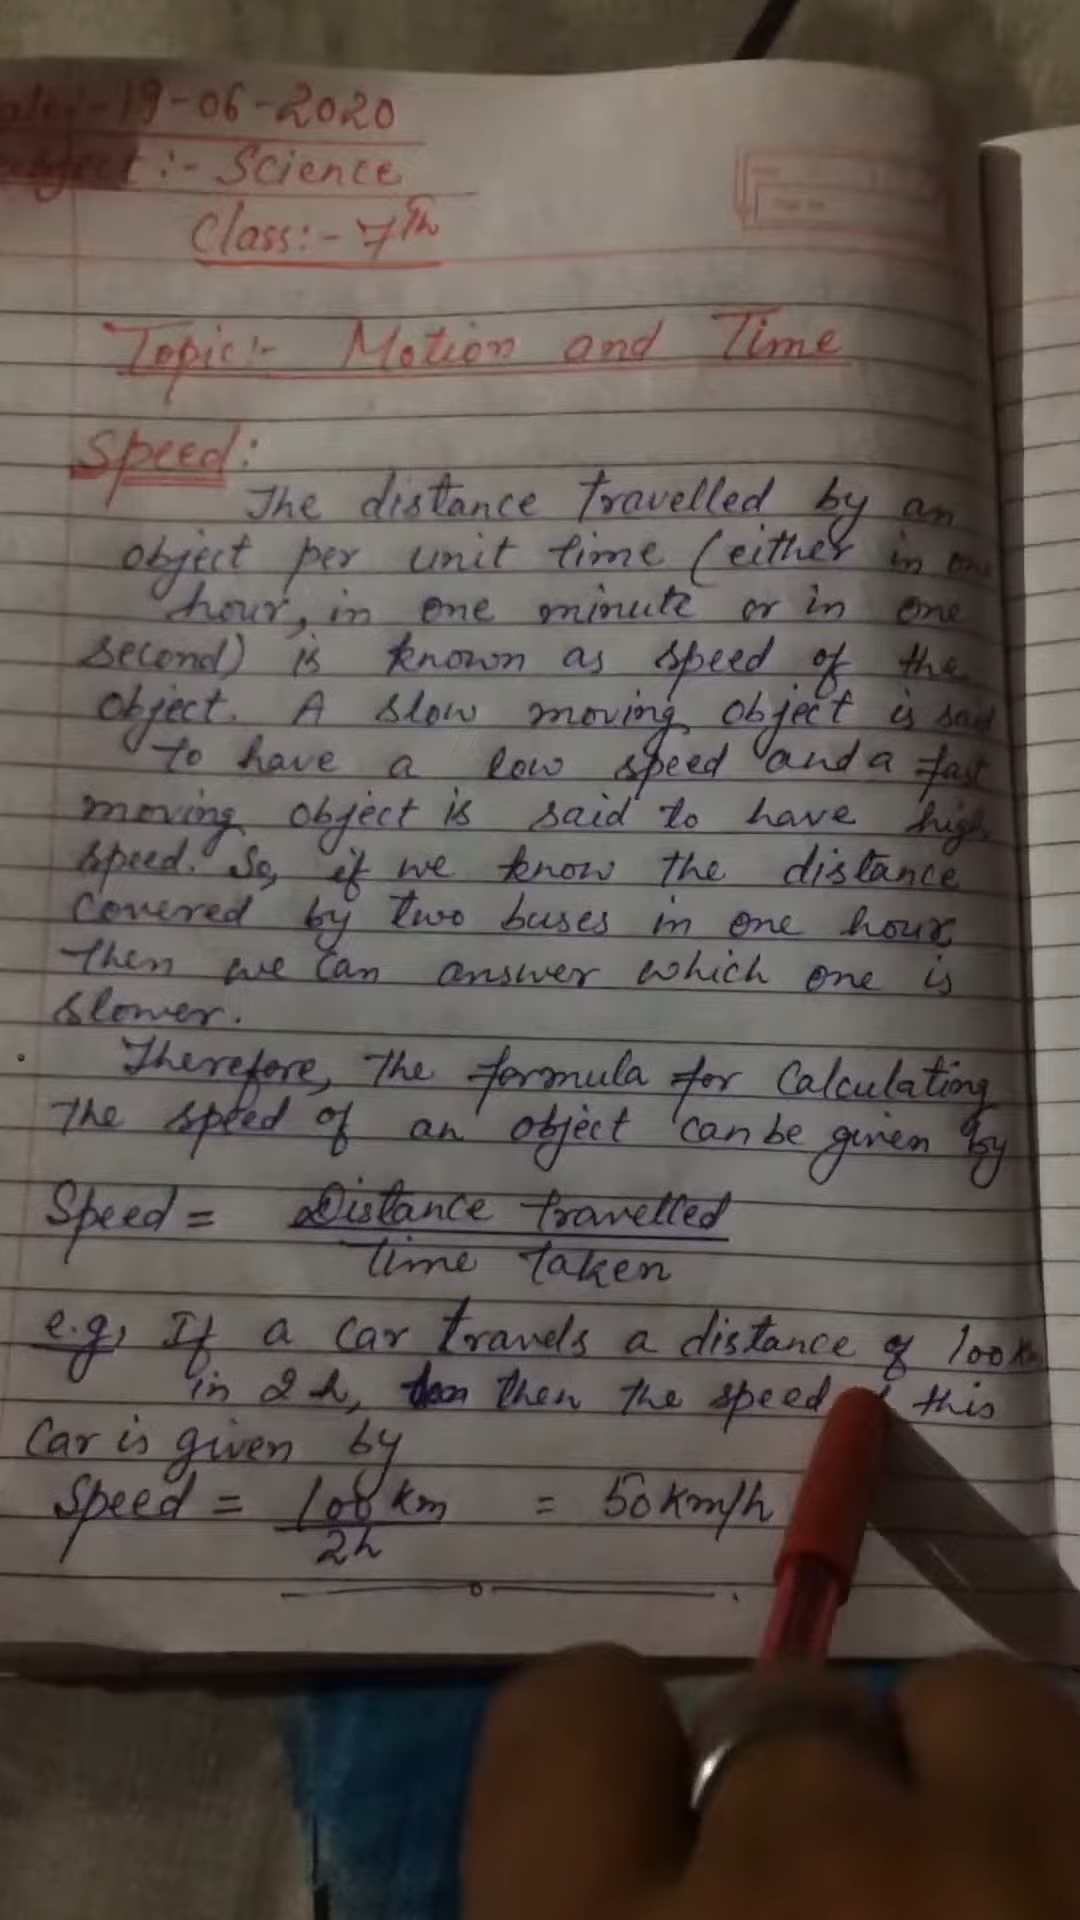 Date:-19-06-2020
Subject:- Science
Class:- 7th
Topic:- Motion and Time
Speed:
The distance travelled by an
object per unit time (either in one
hour, in one minute or in one
second) is known as speed of the
object. A slow moving object is said
to have a low speed and a fast
moving object is said to have high
speed. So, if we know the distance
covered by two buses in one hour,
then we can answer which one is
slower.
Therefore, the formula for Calculating
the speed of an object can be given by
Speed = Distance travelled
Time taken
e.g, If a car travels a distance of 100 Km
in 2 h, then the speed this
Car is given by
Speed = 100 km = 50 Km/h
2h